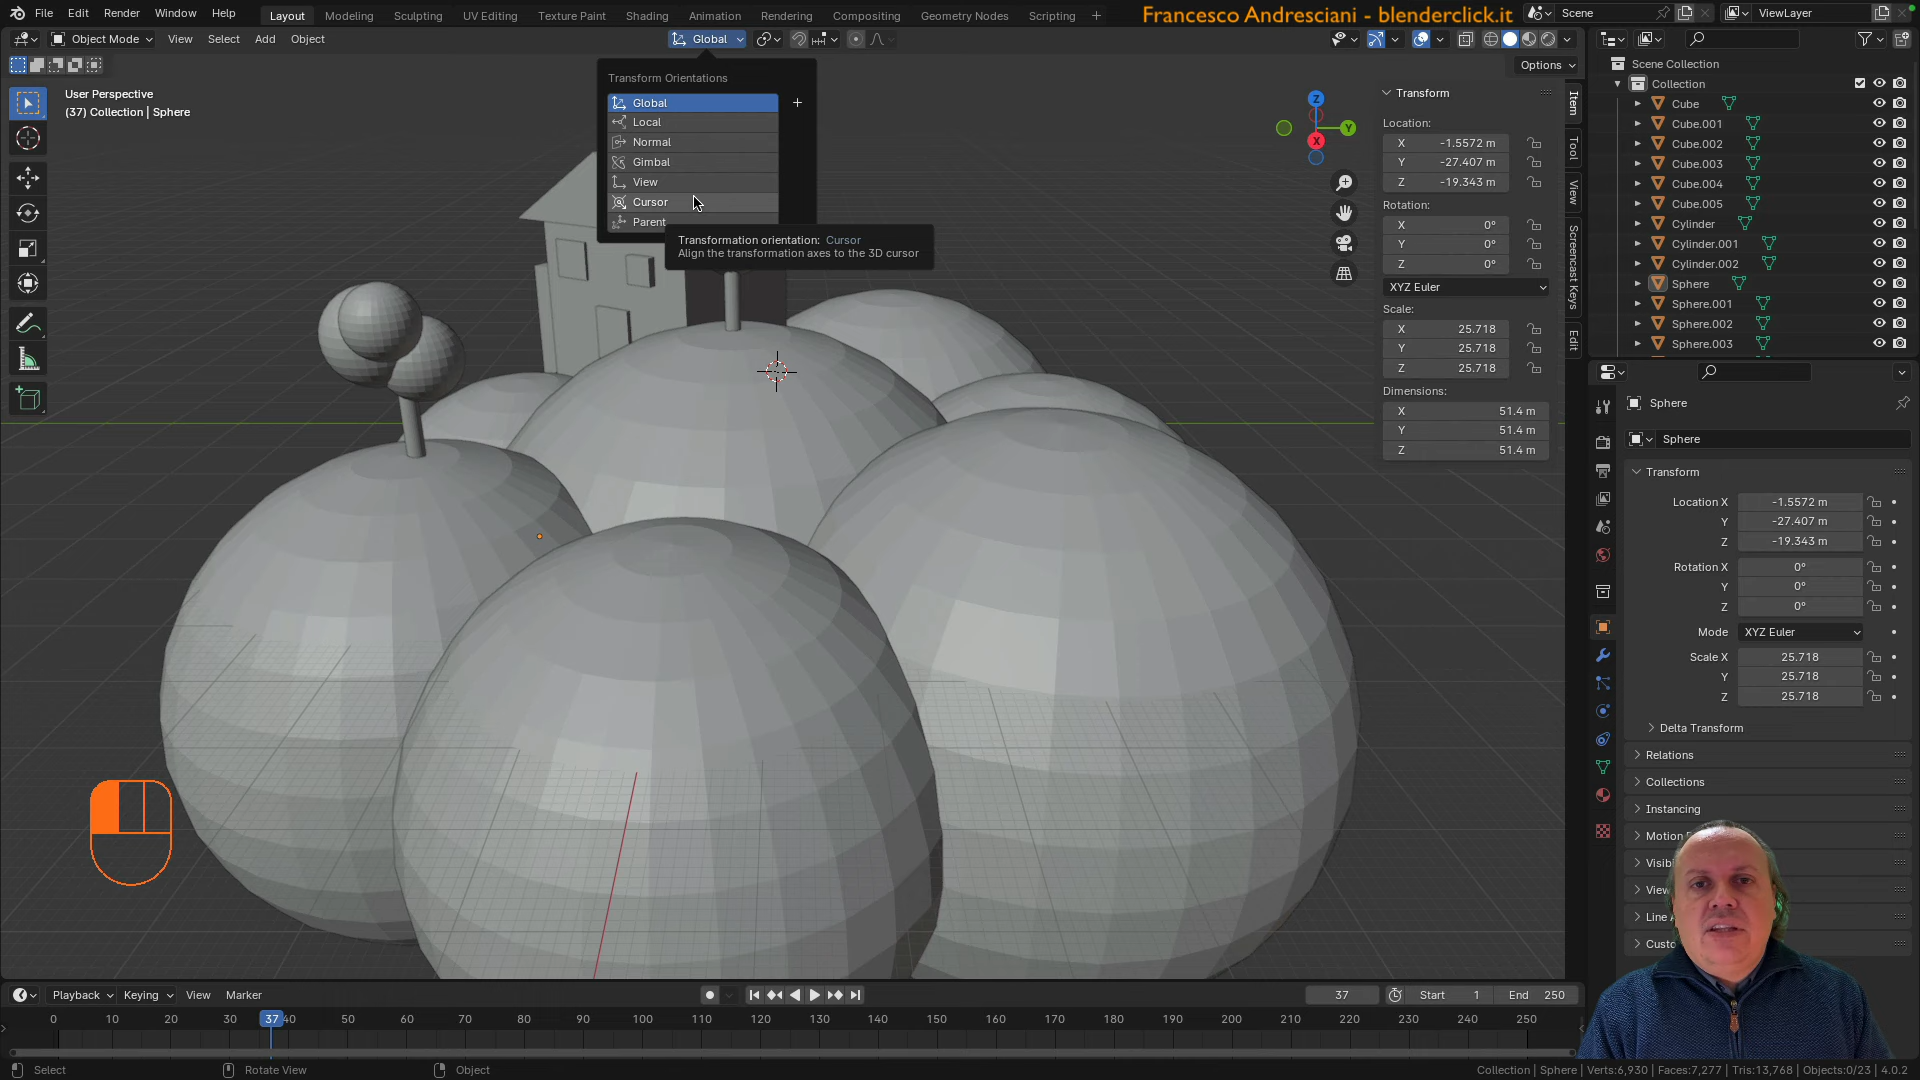 File Edit Render Window Help Layout Modeling Sculpting UV Editing Texture Paint Shading Animation Rendering Compositing Geometry Nodes Scripting + Francesco Andresciani - blenderclick.it Scene ViewLayer
Object Mode View Select Add Object Global
Options
User Perspective
(37) Collection | Sphere
Transform Orientations
Global
Local
Normal
Gimbal
View
Cursor
Parent
Transformation orientation: Cursor
Align the transformation axes to the 3D cursor
Z
Y
X
Transform
Location:
X -1.5572 m
Y -27.407 m
Z -19.343 m
Rotation:
X 0°
Y 0°
Z 0°
XYZ Euler
Scale:
X 25.718
Y 25.718
Z 25.718
Dimensions:
X 51.4 m
Y 51.4 m
Z 51.4 m
Item
Tool
View
Screencast Keys
Edit
Scene Collection
Collection
Cube
Cube.001
Cube.002
Cube.003
Cube.004
Cube.005
Cylinder
Cylinder.001
Cylinder.002
Sphere
Sphere.001
Sphere.002
Sphere.003
Sphere
Sphere
Transform
Location X -1.5572 m
Y -27.407 m
Z -19.343 m
Rotation X 0°
Y 0°
Z 0°
Mode XYZ Euler
Scale X 25.718
Y 25.718
Z 25.718
Delta Transform
Relations
Collections
Instancing
Motion
Visibi
View
Line A
Custo
Playback Keying View Marker 37 Start 1 End 250
0 10 20 30 37 40 50 60 70 80 90 100 110 120 130 140 150 160 170 180 190 200 210 220 230 240 250
Select Rotate View Object Collection | Sphere | Verts:6,930 | Faces:7,277 | Tris:13,768 | Objects:0/23 | 4.0.2